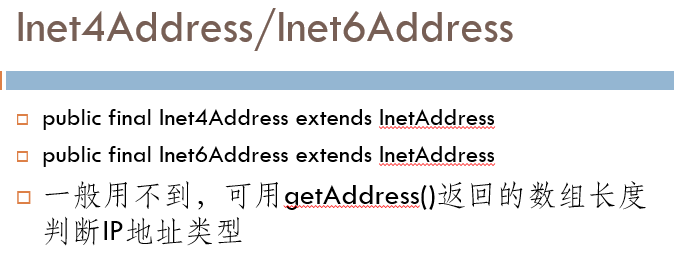 Inet4Address/Inet6Address
public final Inet4Address extends InetAddress
public final Inet6Address extends InetAddress
一般用不到，可用getAddress()返回的数组长度
判断IP地址类型